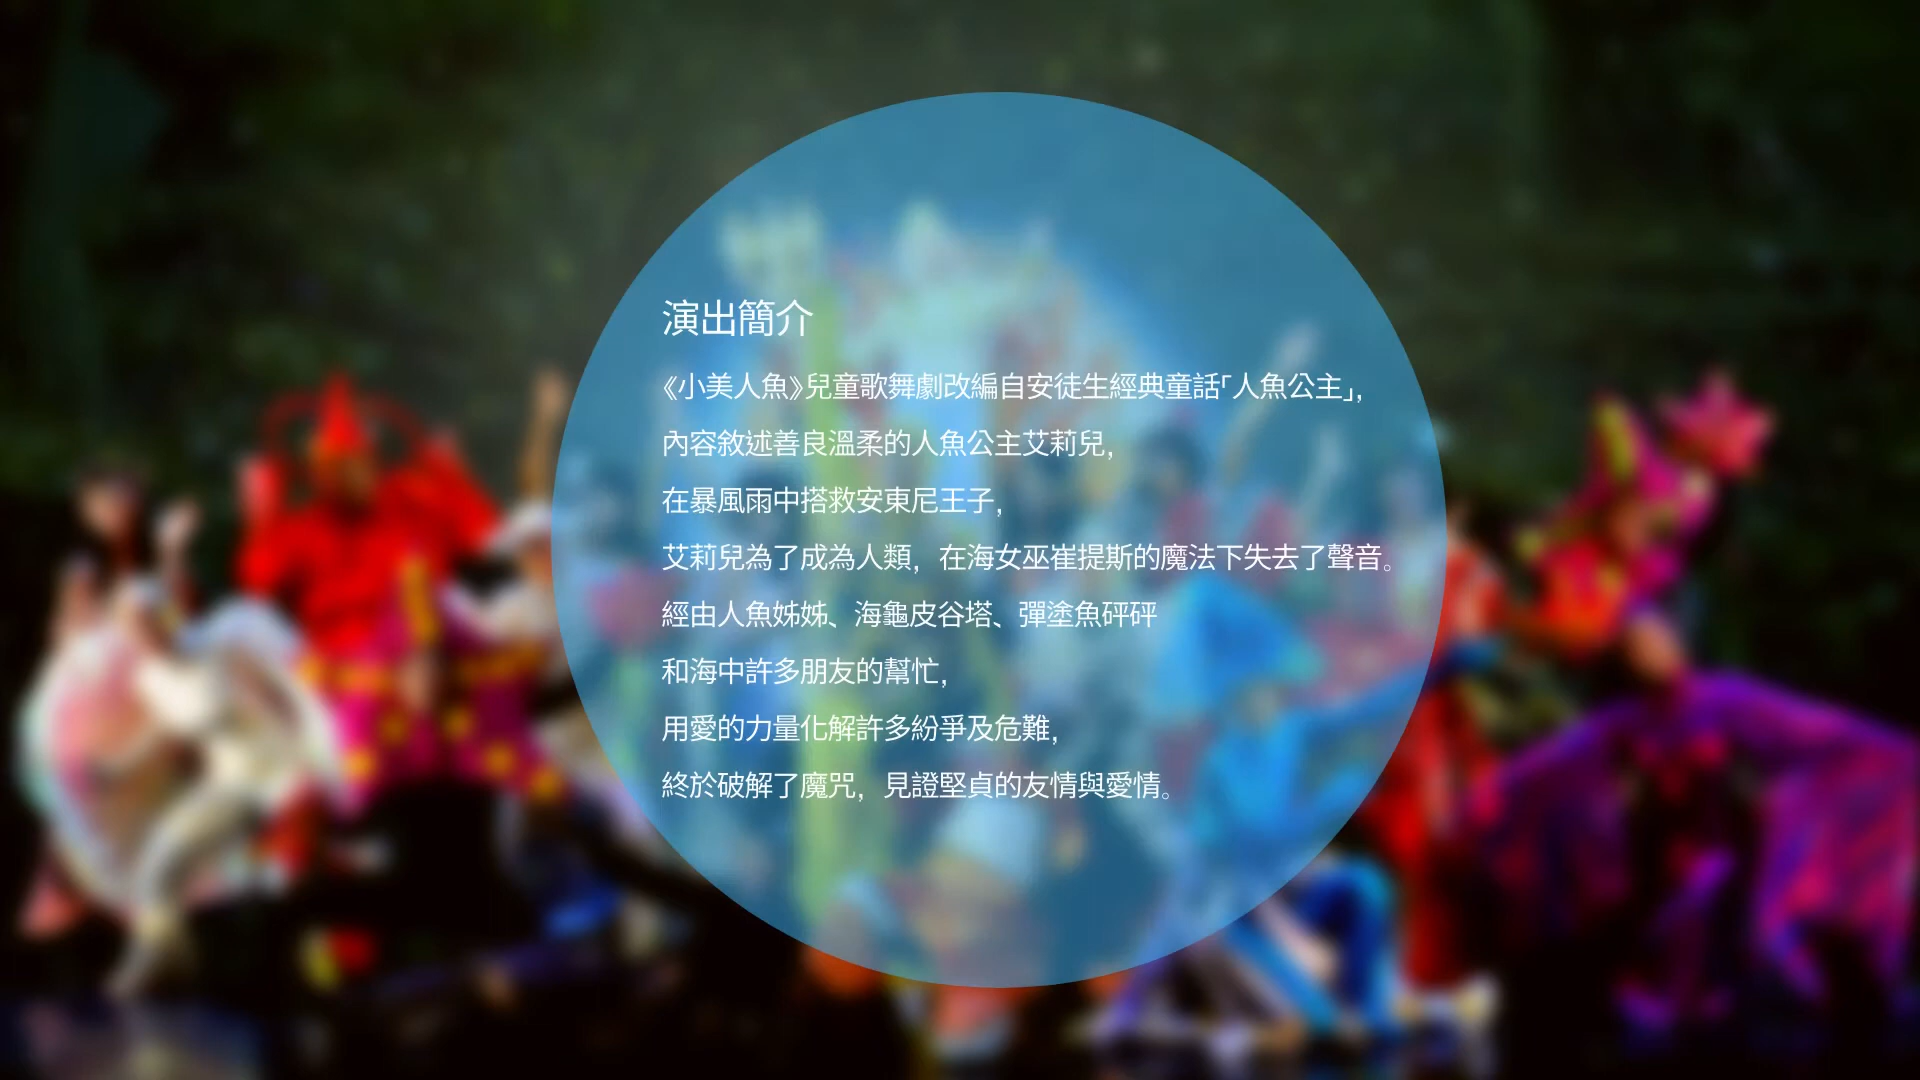 演出簡介
《小美人魚》兒童歌舞劇改編自安徒生經典童話「人魚公主」,
內容敘述善良溫柔的人魚公主艾莉兒,
在暴風雨中搭救安東尼王子,
艾莉兒為了成為人類，在海女巫崔提斯的魔法下失去了聲音。
經由人魚姊姊、海龜皮谷塔、彈塗魚砰砰
和海中許多朋友的幫忙,
用愛的力量化解許多紛爭及危難,
終於破解了魔咒，見證堅貞的友情與愛情。